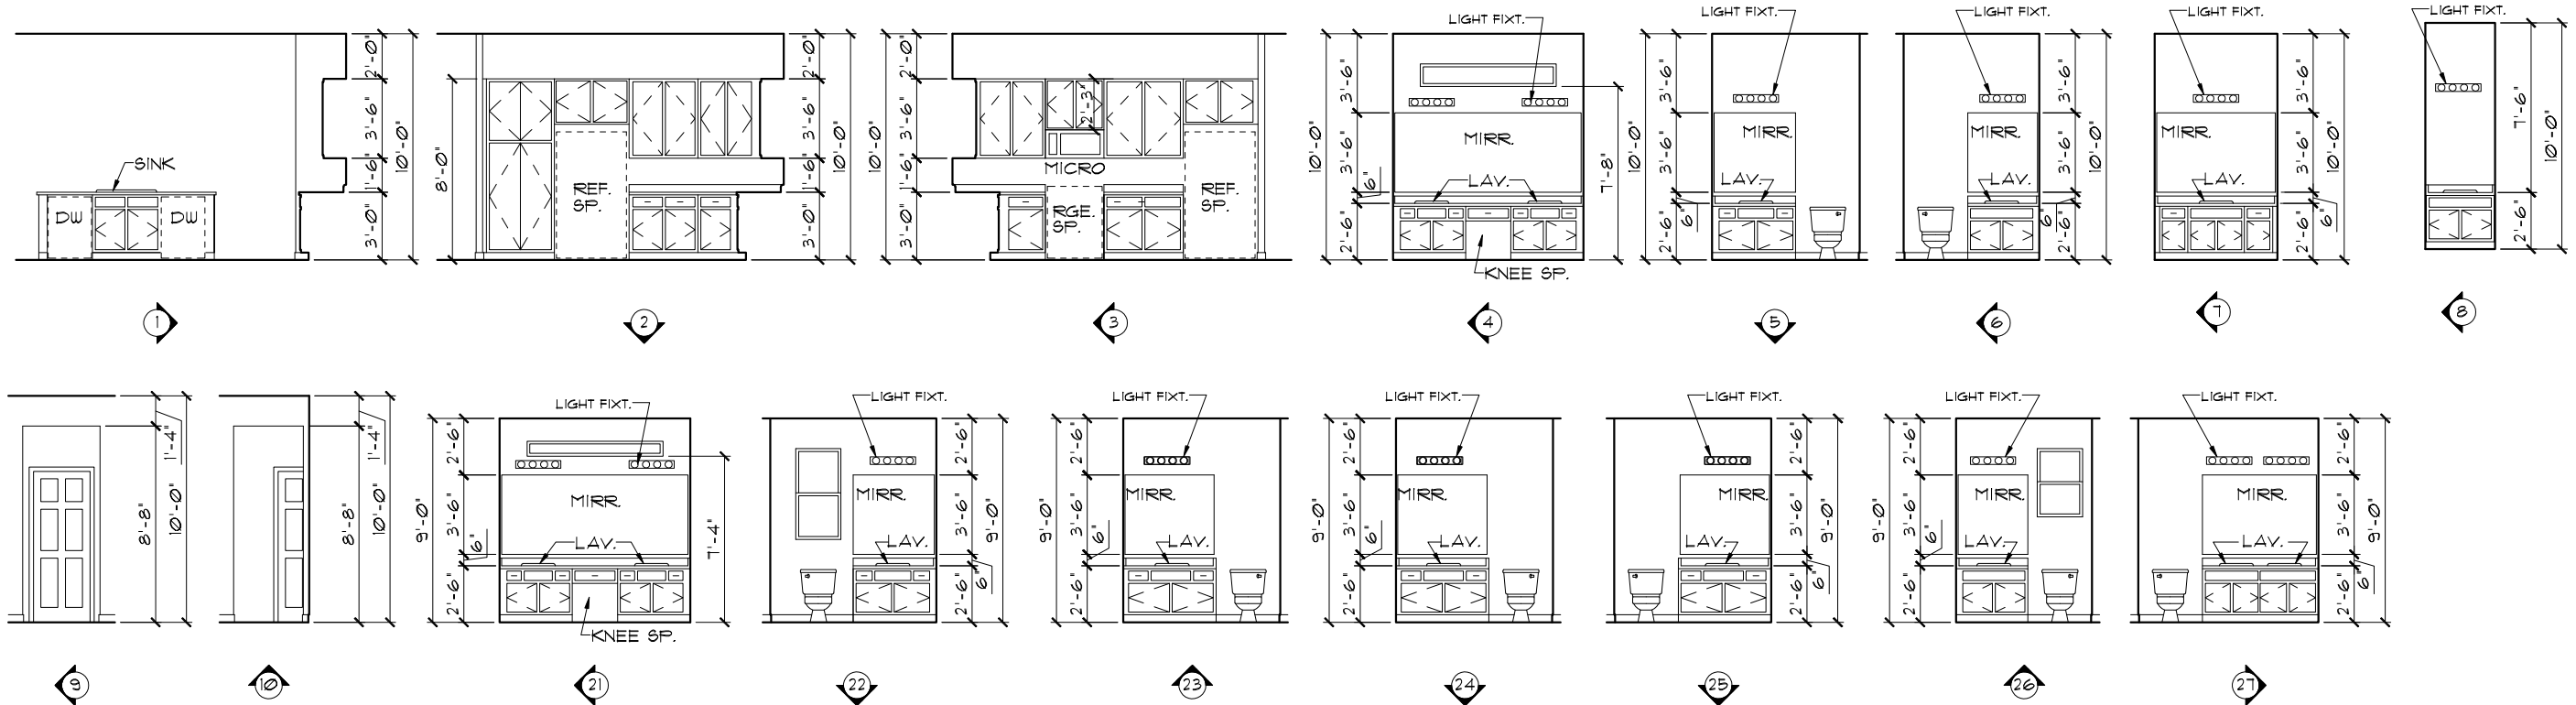 SINK
DW
DW
2'-0"
3'-6"
1'-6"
3'-0"
10'-0"
1
8'-0"
REF.
SP.
2'-0"
3'-6"
1'-6"
3'-0"
10'-0"
2
10'-0"
2'-0"
3'-6"
1'-6"
3'-0"
2'-3"
MICRO
RGE.
SP.
REF.
SP.
3
LIGHT FIXT.
10'-0"
3'-6"
3'-6"
6"
2'-6"
MIRR.
LAV.
KNEE SP.
7'-8"
4
LIGHT FIXT.
10'-0"
3'-6"
3'-6"
6"
2'-6"
MIRR.
LAV.
5
LIGHT FIXT.
MIRR.
LAV.
3'-6"
3'-6"
6"
2'-6"
10'-0"
6
LIGHT FIXT.
MIRR.
LAV.
3'-6"
3'-6"
6"
2'-6"
10'-0"
7
LIGHT FIXT.
7'-6"
2'-6"
10'-0"
8
1'-4"
8'-8"
10'-0"
9
1'-4"
8'-8"
10'-0"
10
LIGHT FIXT.
9'-0"
2'-6"
3'-6"
6"
2'-6"
MIRR.
LAV.
KNEE SP.
7'-4"
21
LIGHT FIXT.
MIRR.
LAV.
2'-6"
3'-6"
6"
2'-6"
9'-0"
22
LIGHT FIXT.
9'-0"
2'-6"
3'-6"
6"
2'-6"
MIRR.
LAV.
23
LIGHT FIXT.
9'-0"
2'-6"
3'-6"
6"
2'-6"
MIRR.
LAV.
24
LIGHT FIXT.
MIRR.
LAV.
2'-6"
3'-6"
6"
2'-6"
9'-0"
25
LIGHT FIXT.
9'-0"
2'-6"
3'-6"
6"
2'-6"
MIRR.
LAV.
26
LIGHT FIXT.
MIRR.
LAV.
2'-6"
3'-6"
6"
2'-6"
9'-0"
27